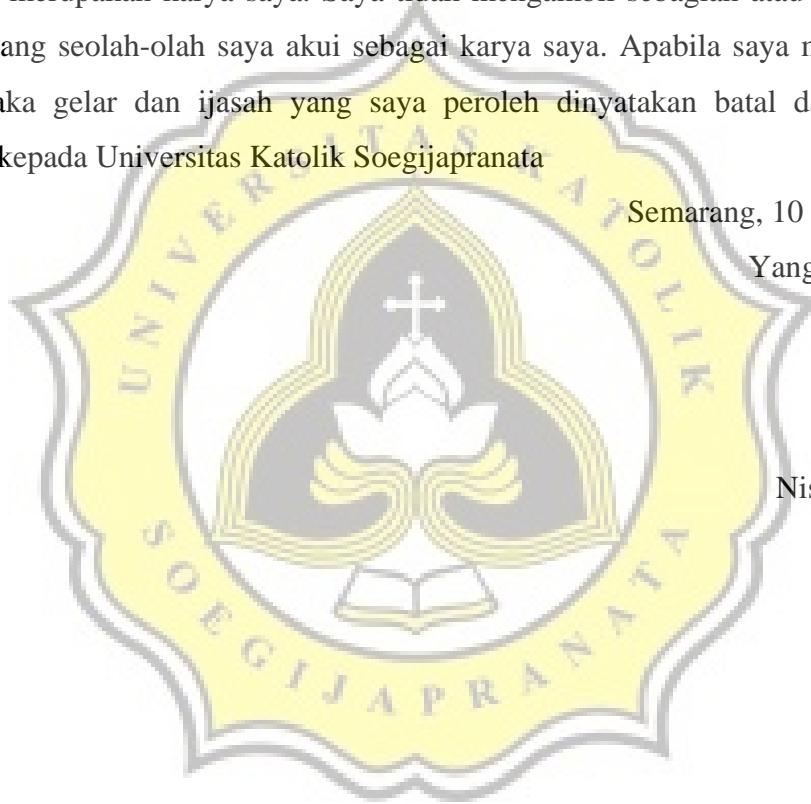 merupakan karya saya. Saya tidak mengambil sebagian atau
ang seolah-olah saya akui sebagai karya saya. Apabila saya
aka gelar dan ijasah yang saya peroleh dinyatakan batal d
kepada Universitas Katolik Soegijapranata
Semarang, 10
Yang
Nis
UNIVERSITAS KATOLIK
SOEGIJAPRANATA